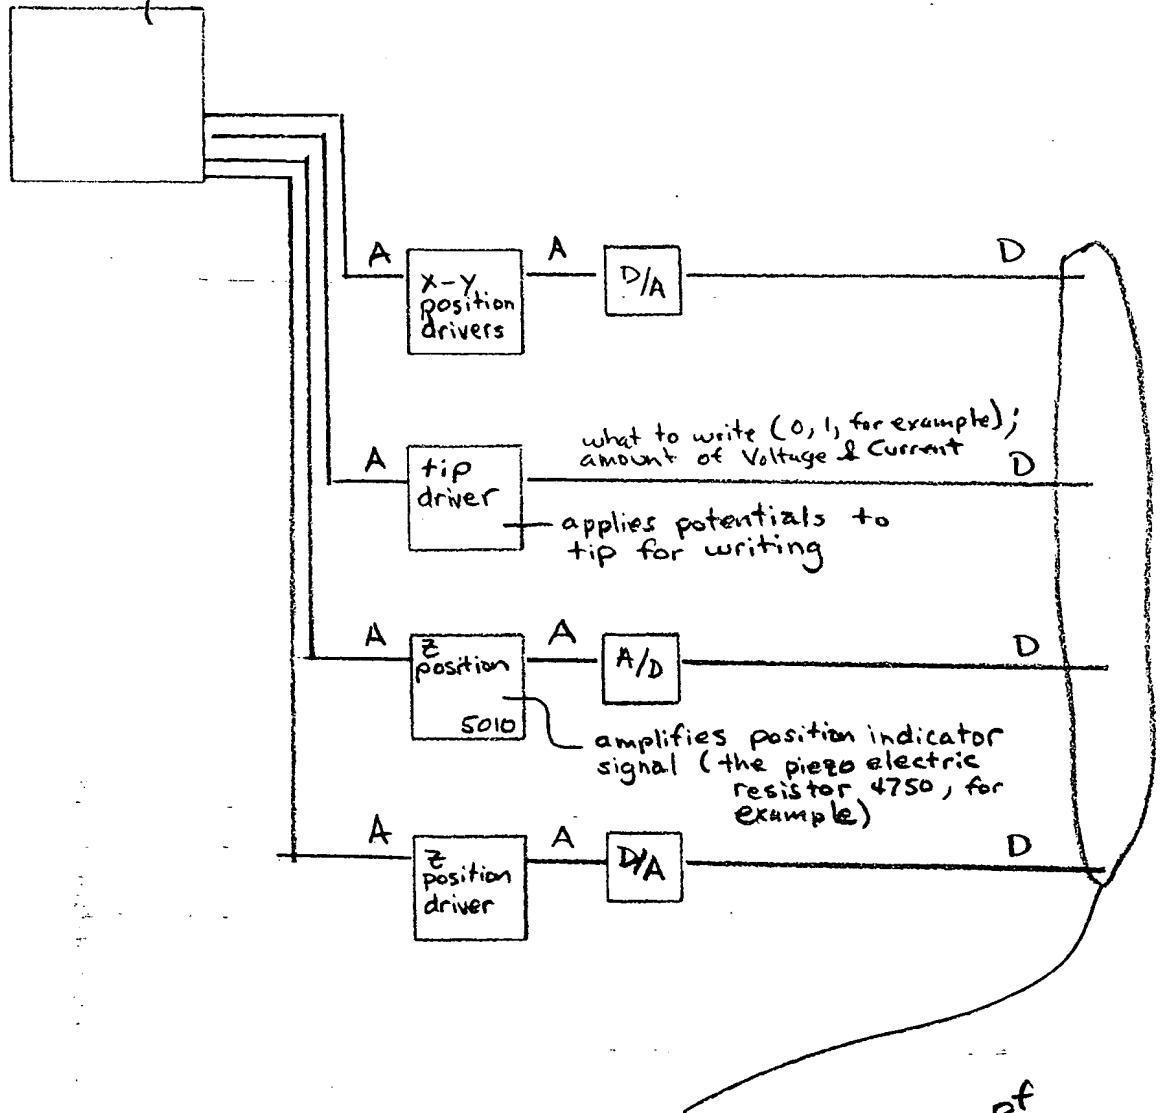 A
X-Y
position
drivers
A
D/A
D
A
tip
driver
what to write (0, 1, for example);
amount of Voltage & Current
D
applies potentials to
tip for writing
A
z
position
5010
A
A/D
D
amplifies position indicator
signal (the piezo electric
resistor 4750, for
example)
A
z
position
driver
A
D/A
D
of